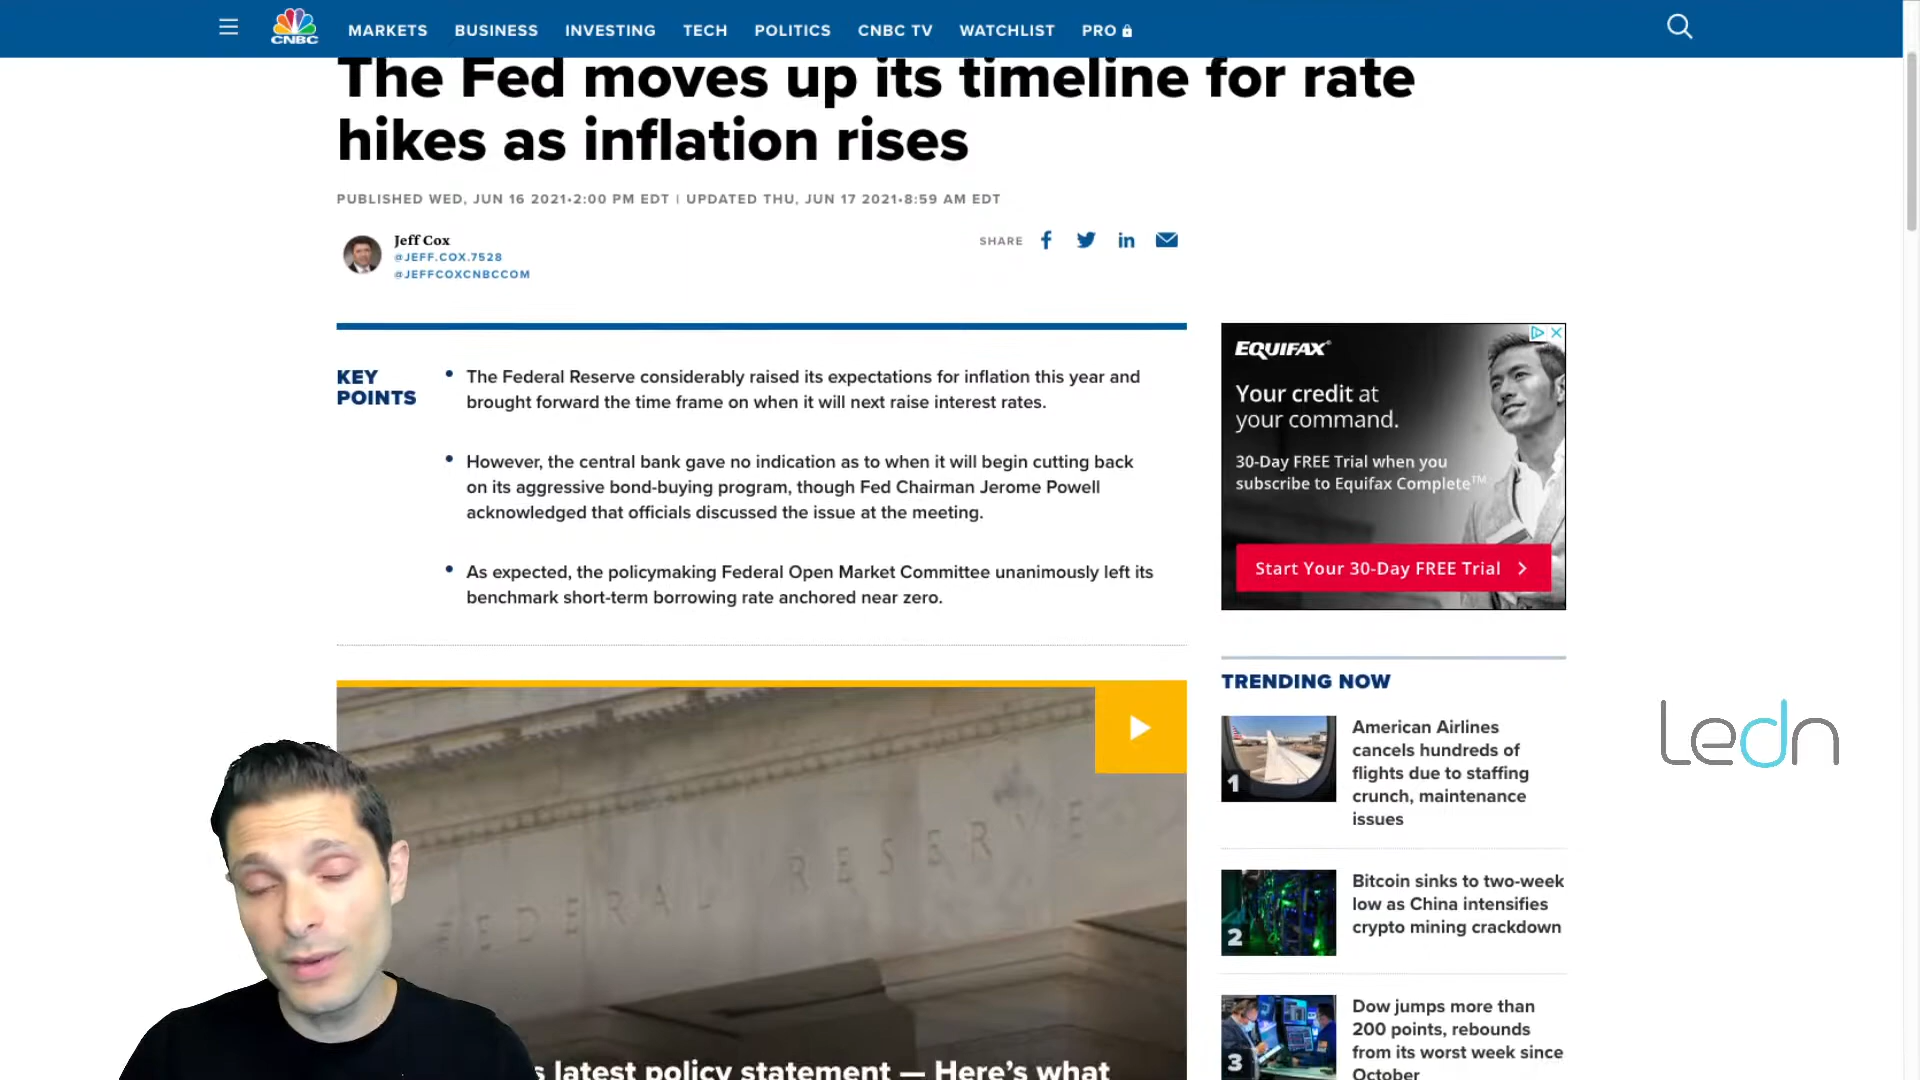 CNBC
MARKETS
BUSINESS
INVESTING
TECH
POLITICS
CNBC TV
WATCHLIST
PRO
The Fed moves up its timeline for rate
hikes as inflation rises
PUBLISHED WED, JUN 16 2021•2:00 PM EDT | UPDATED THU, JUN 17 2021•8:59 AM EDT
Jeff Cox
@JEFF.COX.7528
@JEFFCOXCNBCCOM
SHARE
KEY
POINTS
• The Federal Reserve considerably raised its expectations for inflation this year and
brought forward the time frame on when it will next raise interest rates.
• However, the central bank gave no indication as to when it will begin cutting back
on its aggressive bond-buying program, though Fed Chairman Jerome Powell
acknowledged that officials discussed the issue at the meeting.
• As expected, the policymaking Federal Open Market Committee unanimously left its
benchmark short-term borrowing rate anchored near zero.
EQUIFAX®
Your credit at
your command.
30-Day FREE Trial when you
subscribe to Equifax Complete™
Start Your 30-Day FREE Trial
FEDERAL RESERVE
s latest policy statement — Here's what
TRENDING NOW
1
American Airlines
cancels hundreds of
flights due to staffing
crunch, maintenance
issues
2
Bitcoin sinks to two-week
low as China intensifies
crypto mining crackdown
3
Dow jumps more than
200 points, rebounds
from its worst week since
October
ledn